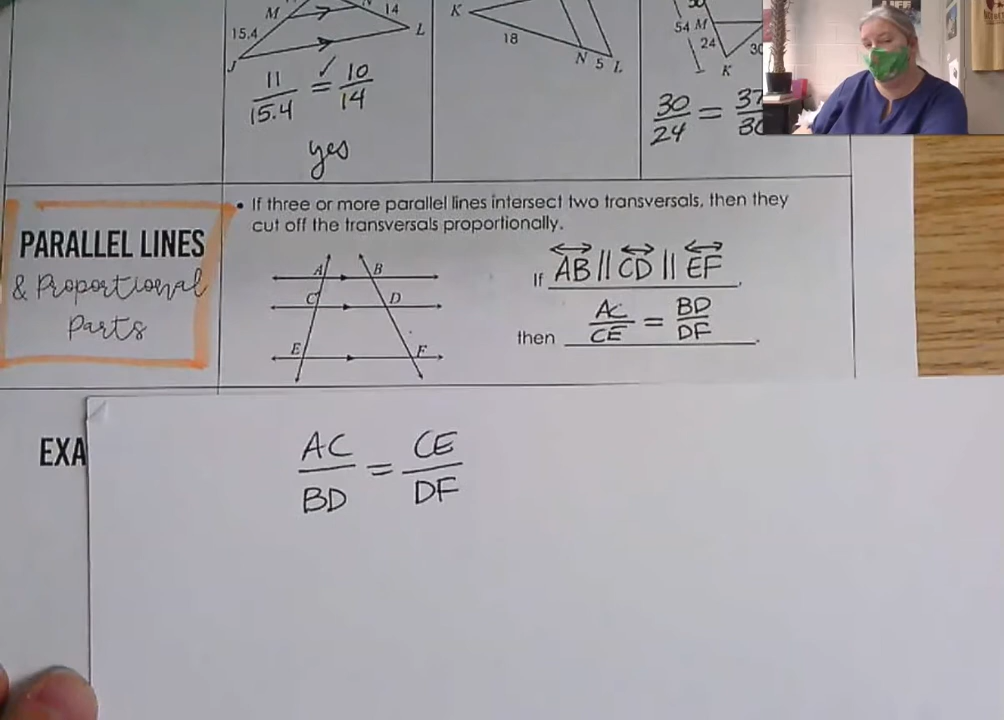 M
14
15.4
L
J
11/15.4 = 10/14 ✓
yes
K
18
N 5 L
54 M
24
K
30/24 =
PARALLEL LINES
& Proportional
Parts
• If three or more parallel lines intersect two transversals, then they
cut off the transversals proportionally.
A B
C D
E F
If AB || CD || EF.
then AC/CE = BD/DF.
EXA
AC/BD = CE/DF